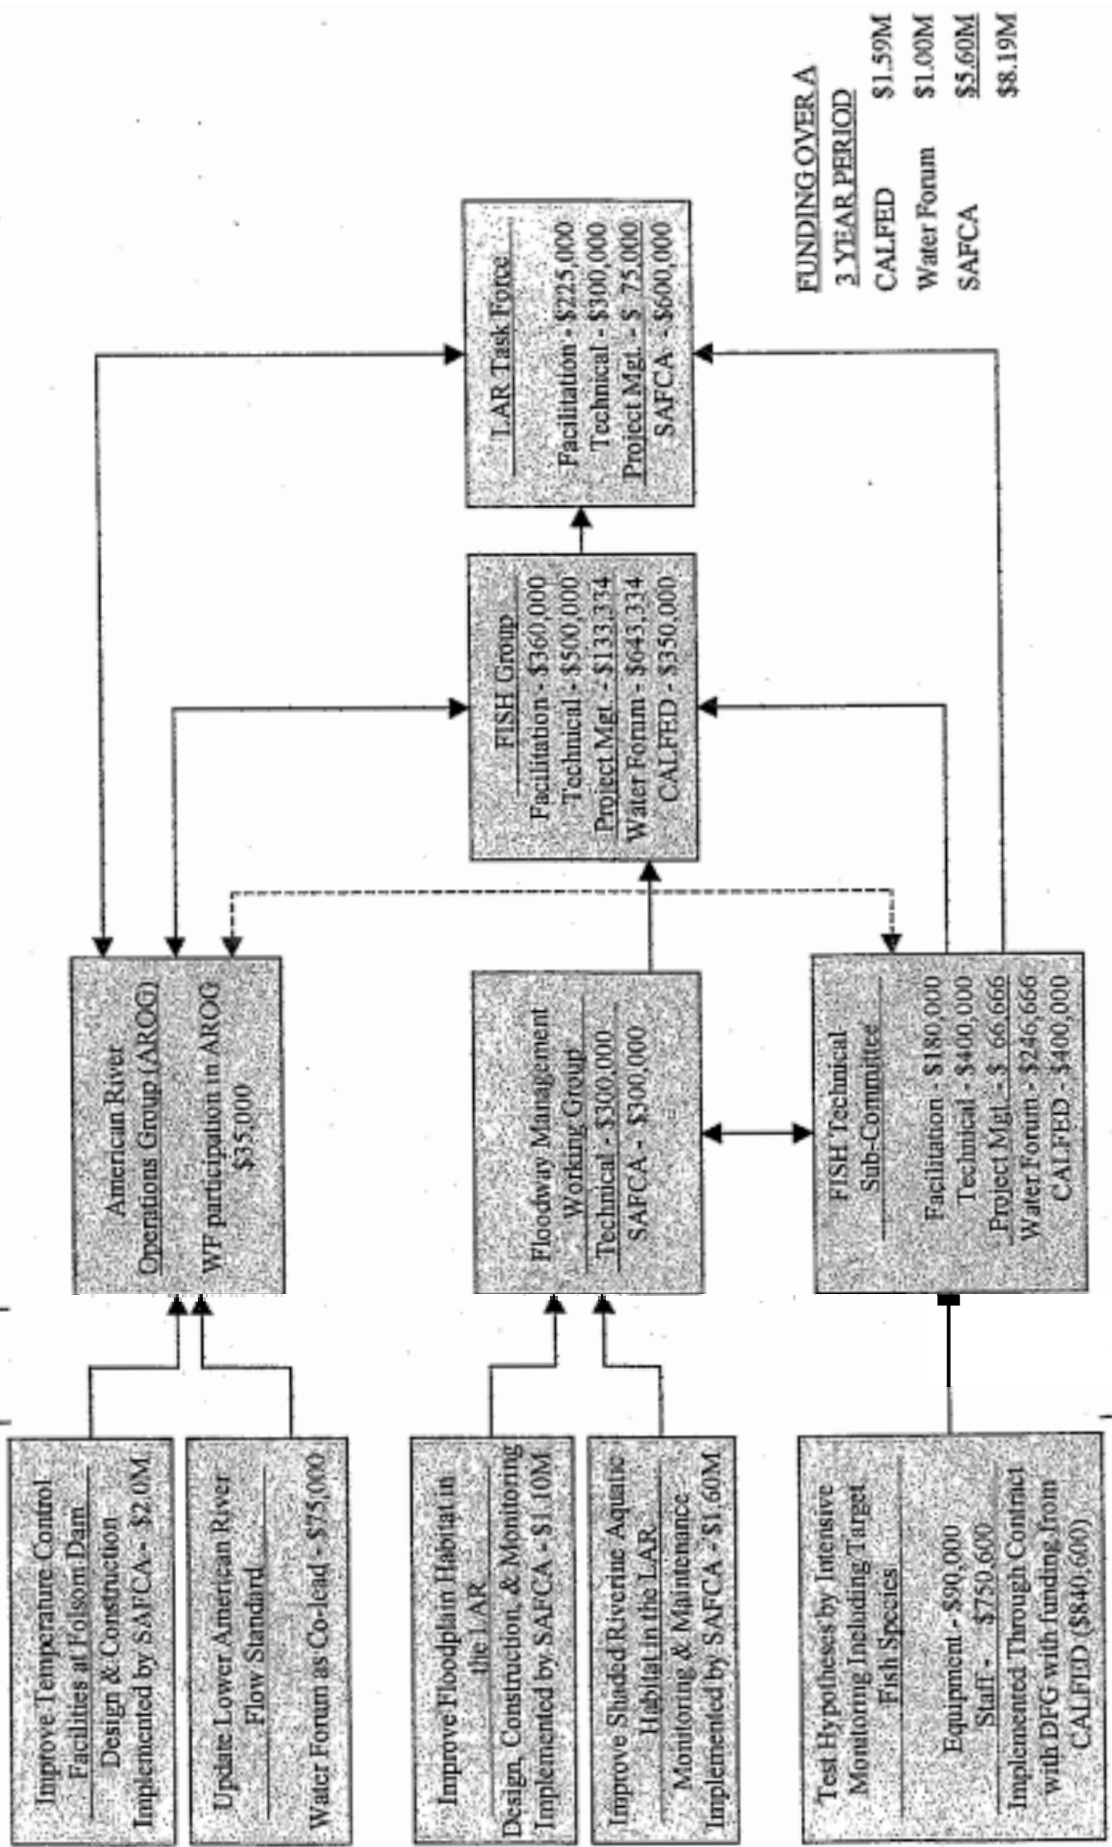 Improve Temperature Control
Facilities at Folsom Dam
Design & Construction
Implemented by SAFCA - $2.0M
Update Lower American River
Flow Standard
Water Forum as Co-lead - $75,000
Improve Floodplain Habitat in
the LAR
Design, Construction, & Monitoring
Implemented by SAFCA - $1.10M
Improve Shaded Riverine Aquatic
Habitat in the LAR
Monitoring & Maintenance
Implemented by SAFCA - $1.60M
Test Hypotheses by Intensive
Monitoring Including Target
Fish Species
Equipment - $90,000
Staff - $750,600
Implemented Through Contract
with DFG with funding from
CALFED ($840,600)
American River
Operations Group (AROG)
WF participation in AROG
$35,000
Floodway Management
Working Group
Technical - $300,000
SAFCA - $300,000
FISH Technical
Sub-Committee
Facilitation - $180,000
Technical - $400,000
Project Mgt. - $ 66,666
Water Forum - $246,666
CALFED - $400,000
FISH Group
Facilitation - $360,000
Technical - $500,000
Project Mgt. - $133,334
Water Forum - $643,334
CALFED - $350,000
LAR Task Force
Facilitation - $225,000
Technical - $300,000
Project Mgt. - $ 75,000
SAFCA - $600,000
FUNDING OVER A
3 YEAR PERIOD
CALFED $1.59M
Water Forum $1.00M
SAFCA $5.60M
$8.19M